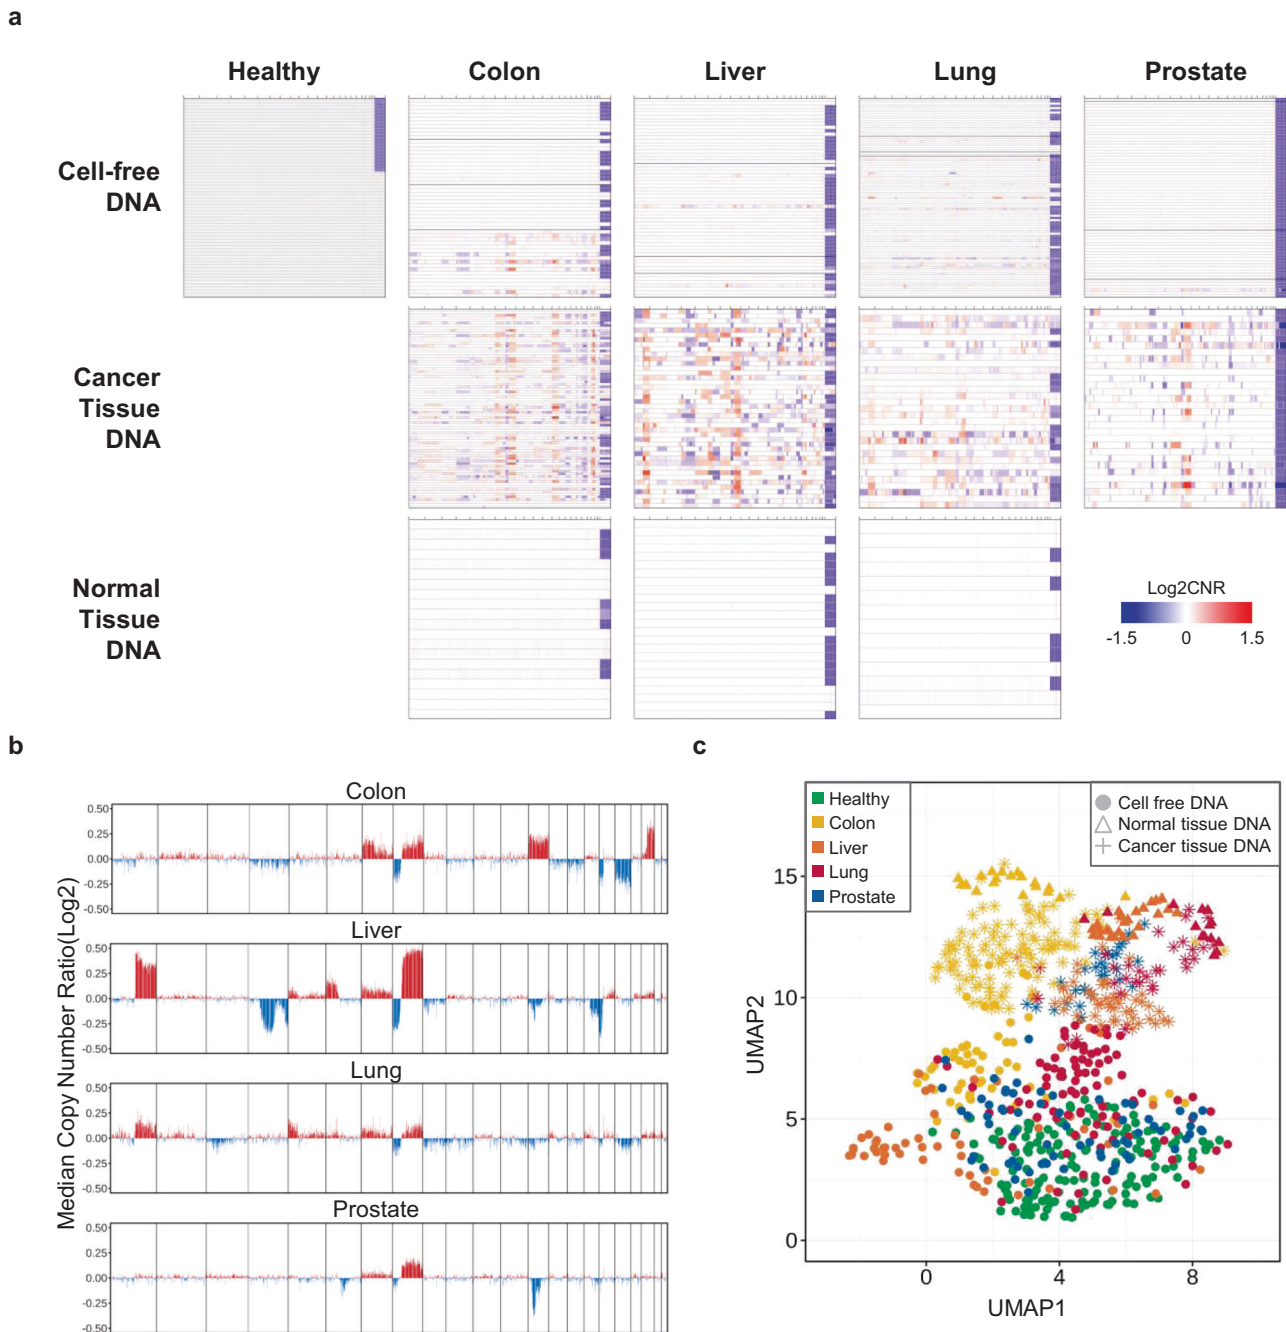 a
Healthy
Colon
Liver
Lung
Prostate
Cell-free
DNA
Cancer
Tissue
DNA
Normal
Tissue
DNA
Log2CNR
-1.5 0 1.5
b
Median Copy Number Ratio(Log2)
Colon
0.50
0.25
0.00
-0.25
-0.50
Liver
0.50
0.25
0.00
-0.25
-0.50
Lung
0.50
0.25
0.00
-0.25
-0.50
Prostate
0.50
0.25
0.00
-0.25
-0.50
c
Healthy
Colon
Liver
Lung
Prostate
Cell free DNA
Normal tissue DNA
Cancer tissue DNA
UMAP2
15
10
5
0
0 4 8
UMAP1